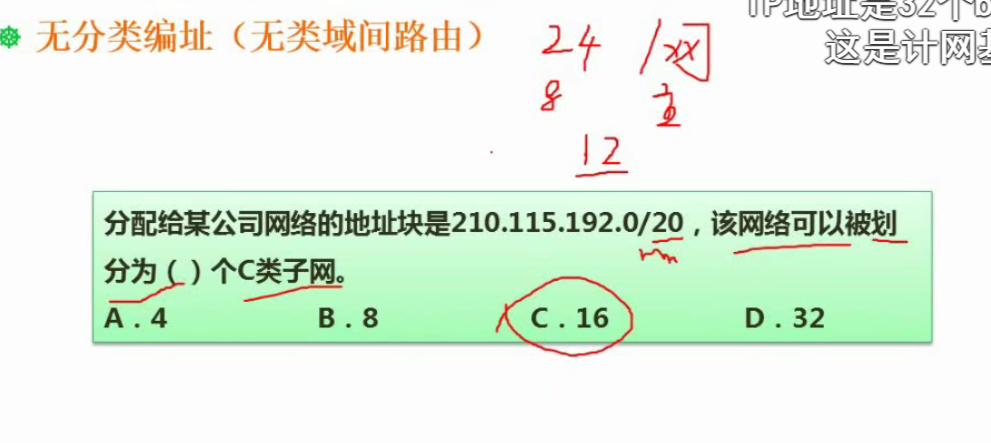 IP地址是32个
无分类编址（无类域间路由）
这是计网
24 /xx 网
8 主
12
分配给某公司网络的地址块是210.115.192.0/20，该网络可以被划
分为（ ）个C类子网。
A．4 B．8 C．16 D．32